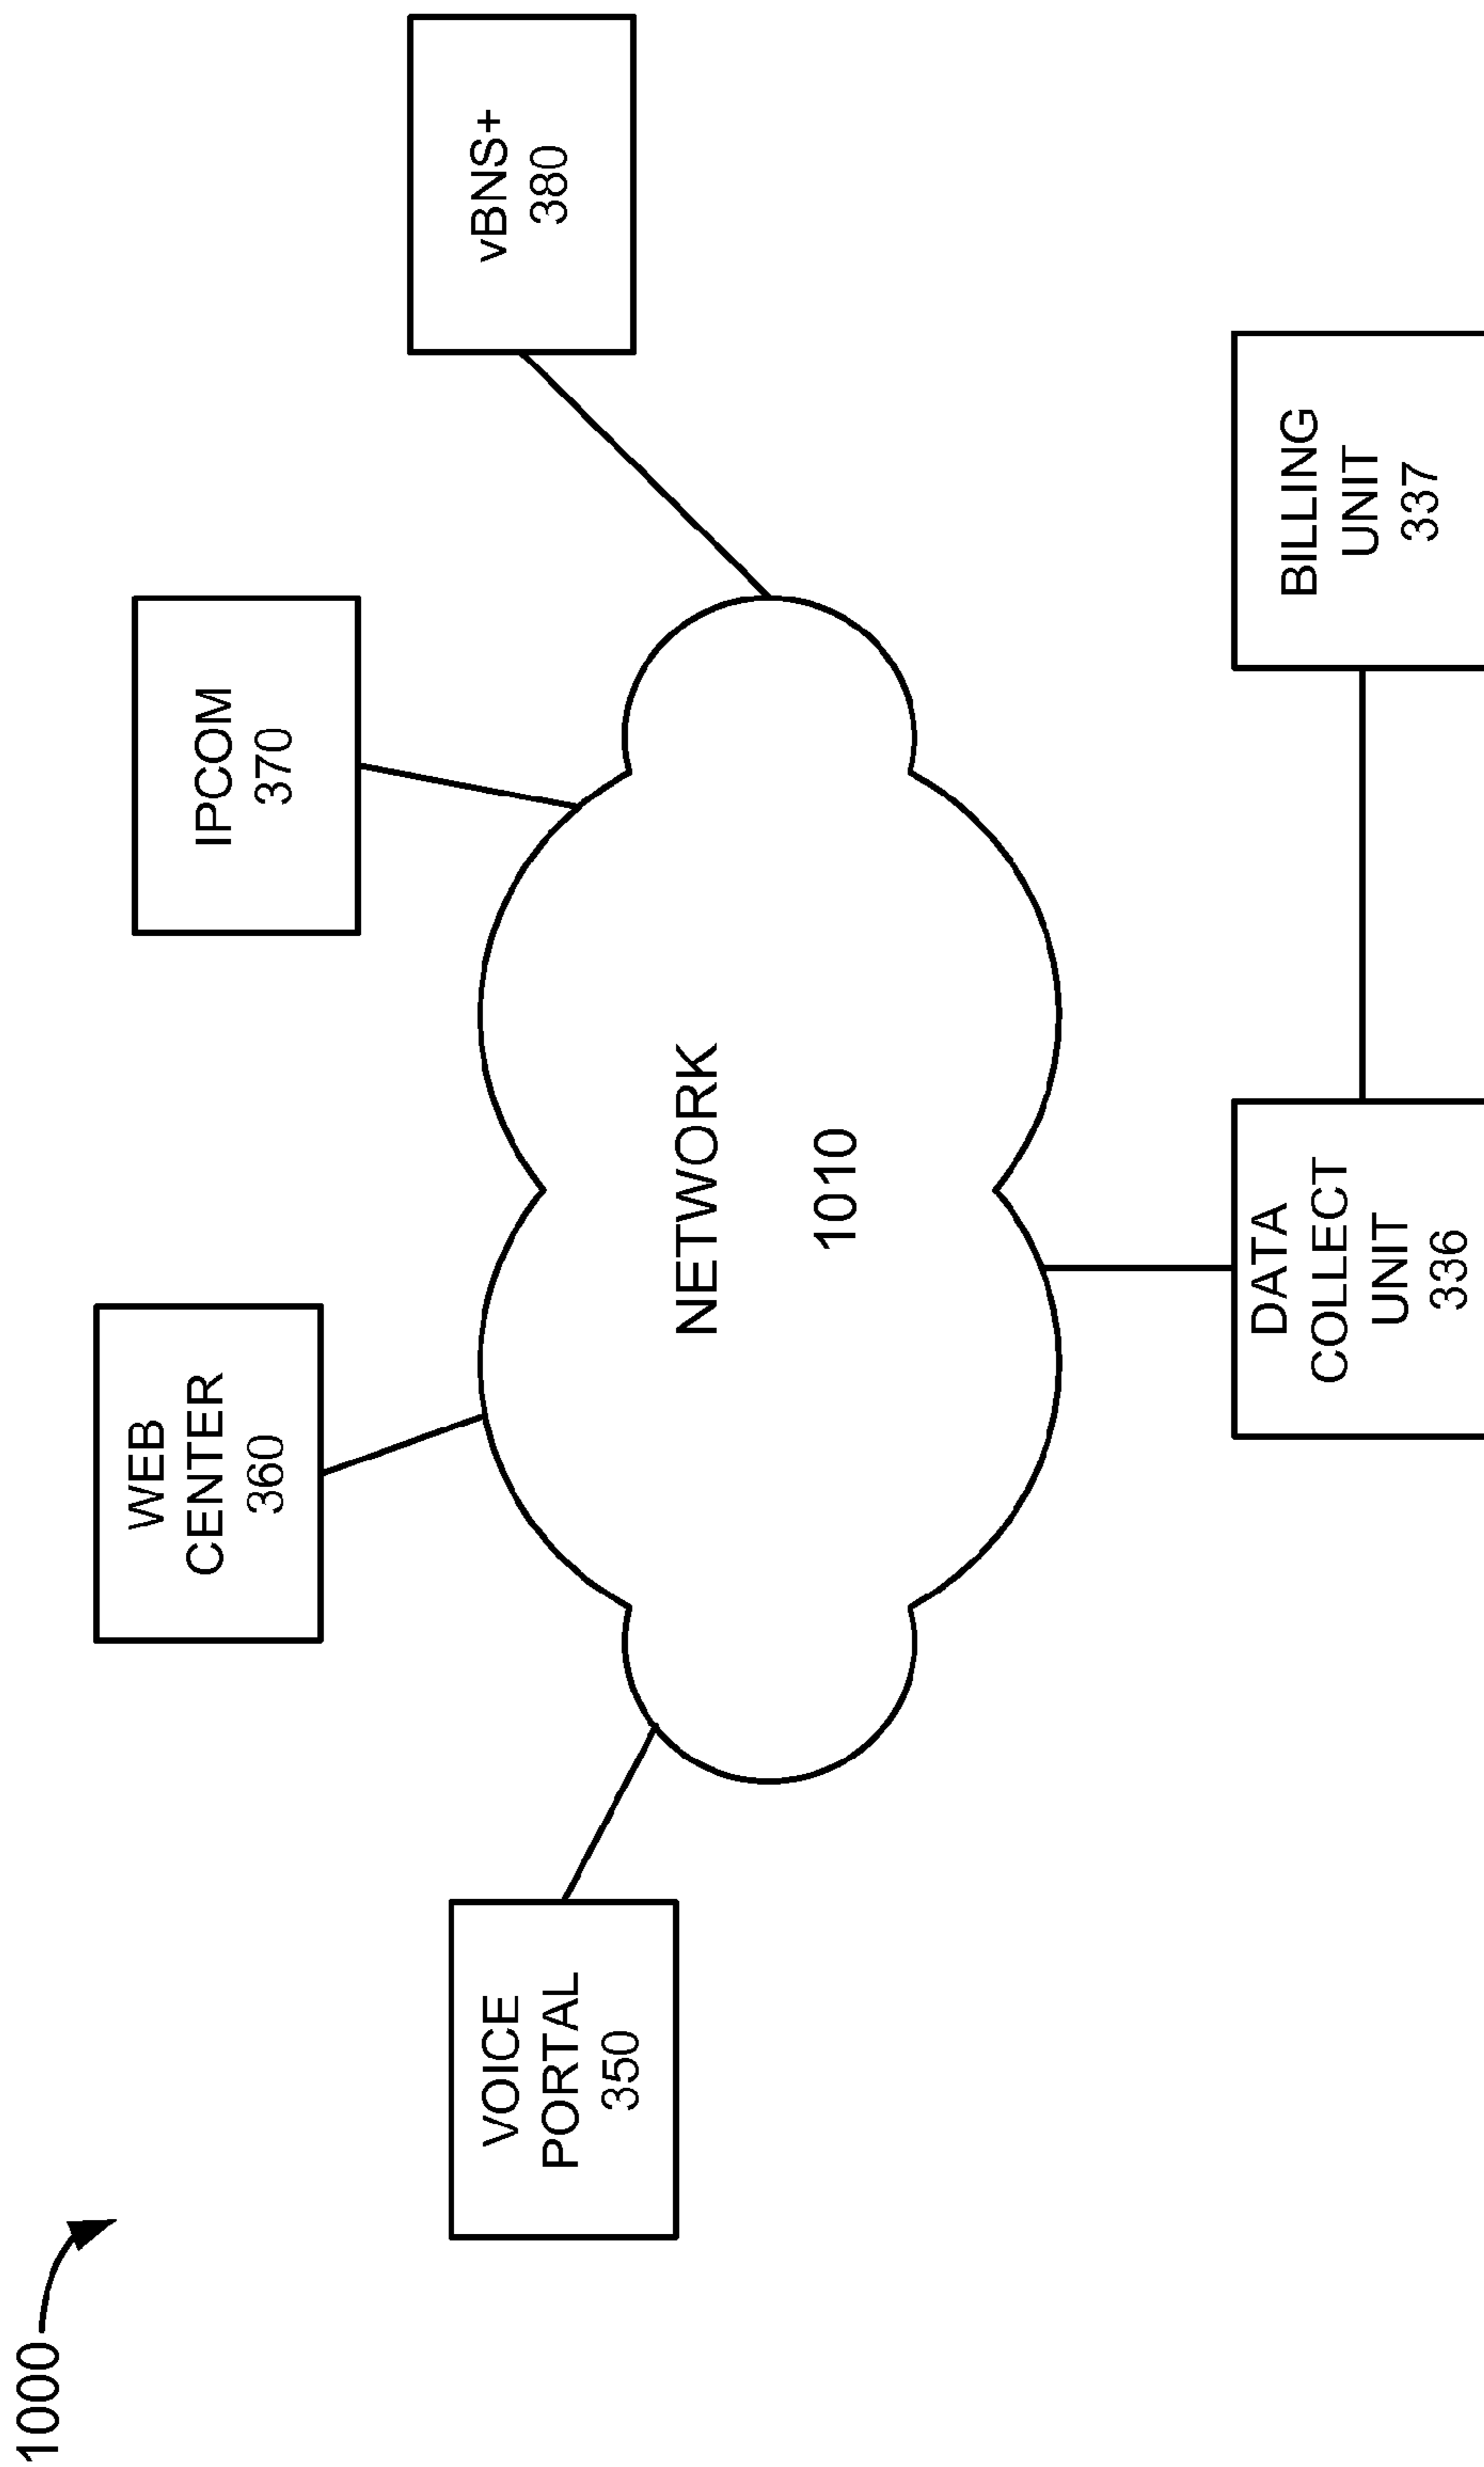 1000
VOICE
PORTAL
350
WEB
CENTER
360
IPCOM
370
vBNS+
380
NETWORK
1010
DATA
COLLECT
UNIT
336
BILLING
UNIT
337